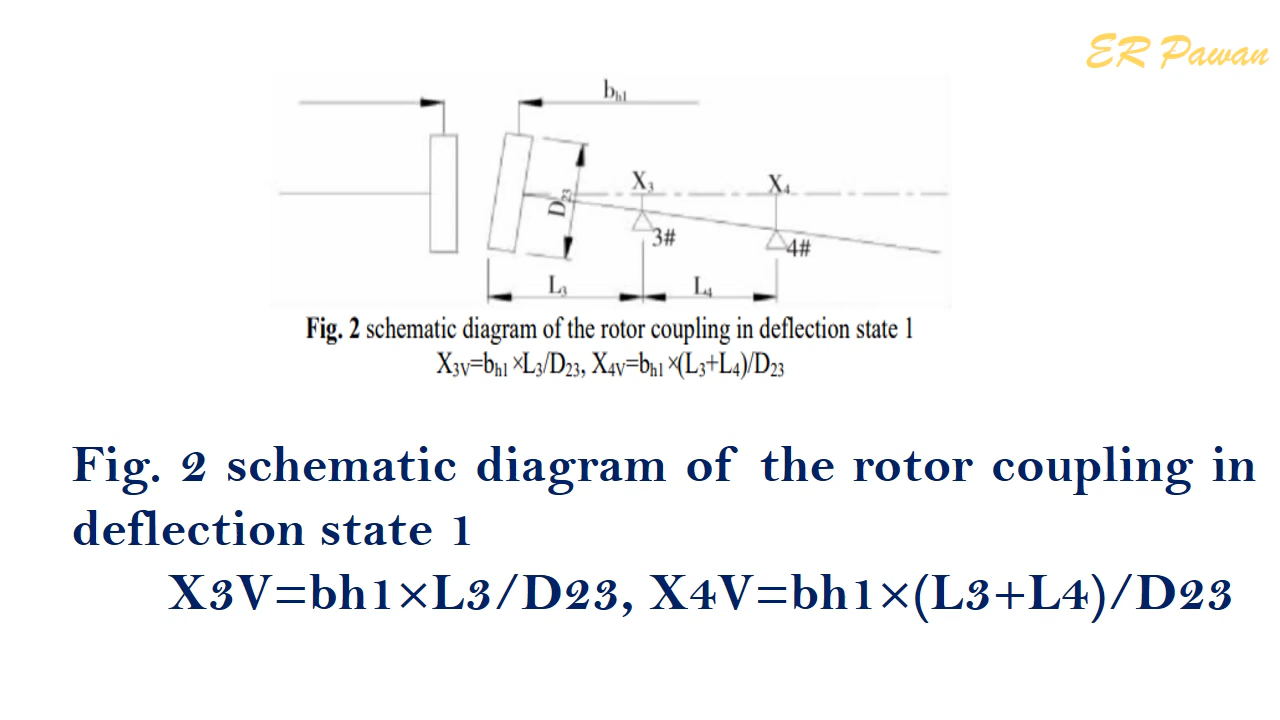 ER Pawan
bh1
X3
X4
D23
3#
4#
L3
L4
Fig. 2 schematic diagram of the rotor coupling in deflection state 1
X3V=bh1×L3/D23, X4V=bh1×(L3+L4)/D23
Fig. 2 schematic diagram of the rotor coupling in
deflection state 1
X3V=bh1×L3/D23, X4V=bh1×(L3+L4)/D23